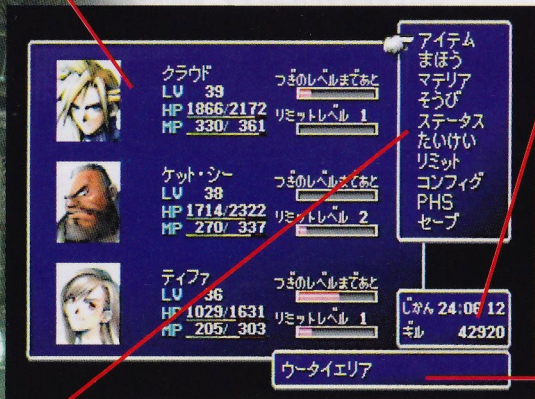 クラウド
LV 39
HP 1866/2172
MP 330/ 361
つぎのレベルまであと
リミットレベル 1
ケット・シー
LV 38
HP 1714/2322
MP 270/ 337
つぎのレベルまであと
リミットレベル 2
ティファ
LV 36
HP 1029/1631
MP 205/ 303
つぎのレベルまであと
リミットレベル 1
アイテム
まほう
マテリア
そうび
ステータス
たいけい
リミット
コンフィグ
PHS
セーブ
じかん 24:06:12
ギル 42920
ウータイエリア